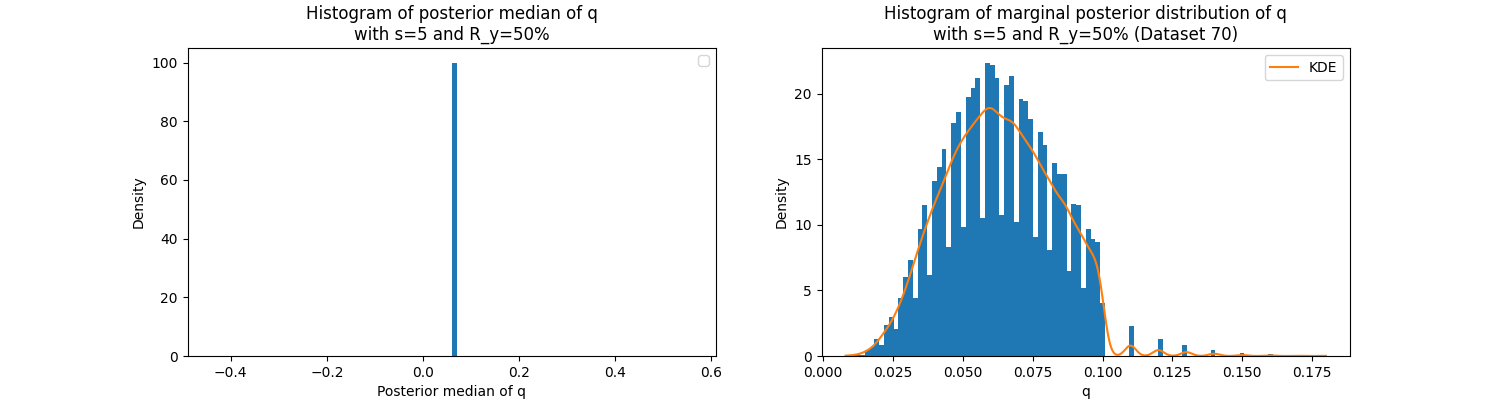 Histogram of posterior median of q
with s=5 and R_y=50%
100
80
60
40
20
0
Density
−0.4
−0.2
0.0
0.2
0.4
0.6
Posterior median of q
Histogram of marginal posterior distribution of q
with s=5 and R_y=50% (Dataset 70)
KDE
20
15
10
5
0
Density
0.000
0.025
0.050
0.075
0.100
0.125
0.150
0.175
q